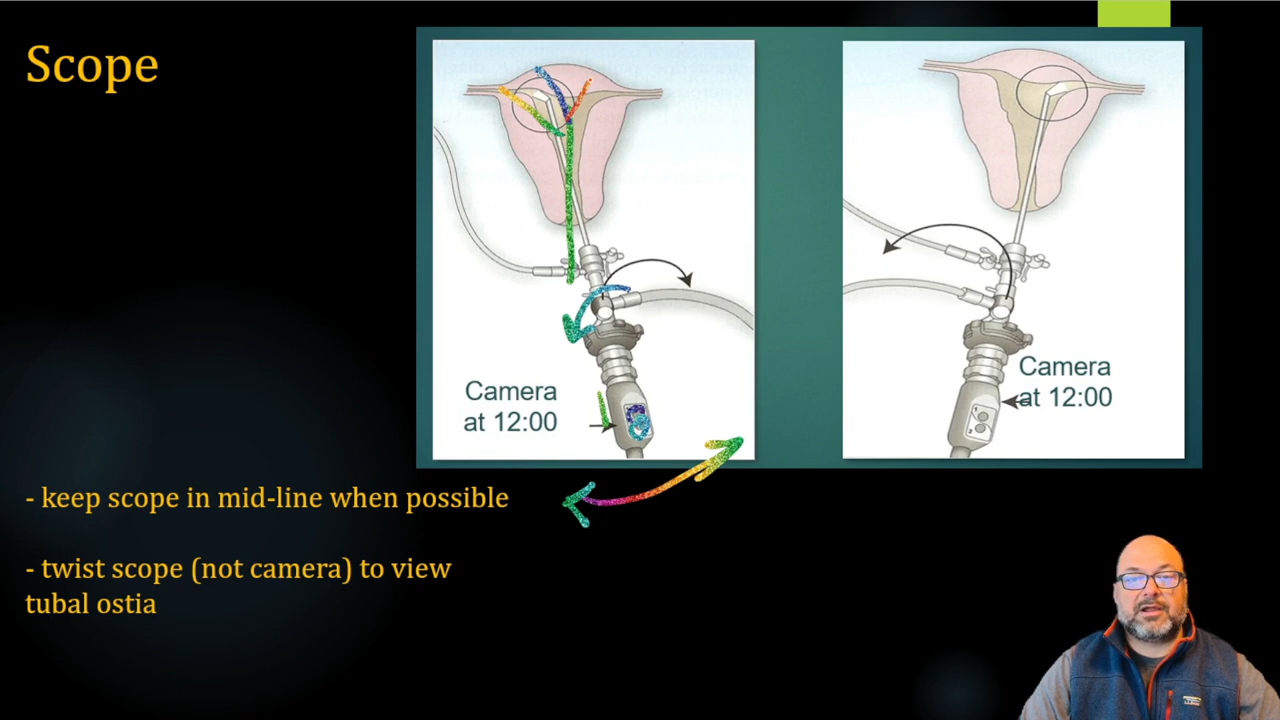 Scope
Camera
at 12:00
Camera
at 12:00
- keep scope in mid-line when possible
- twist scope (not camera) to view
tubal ostia